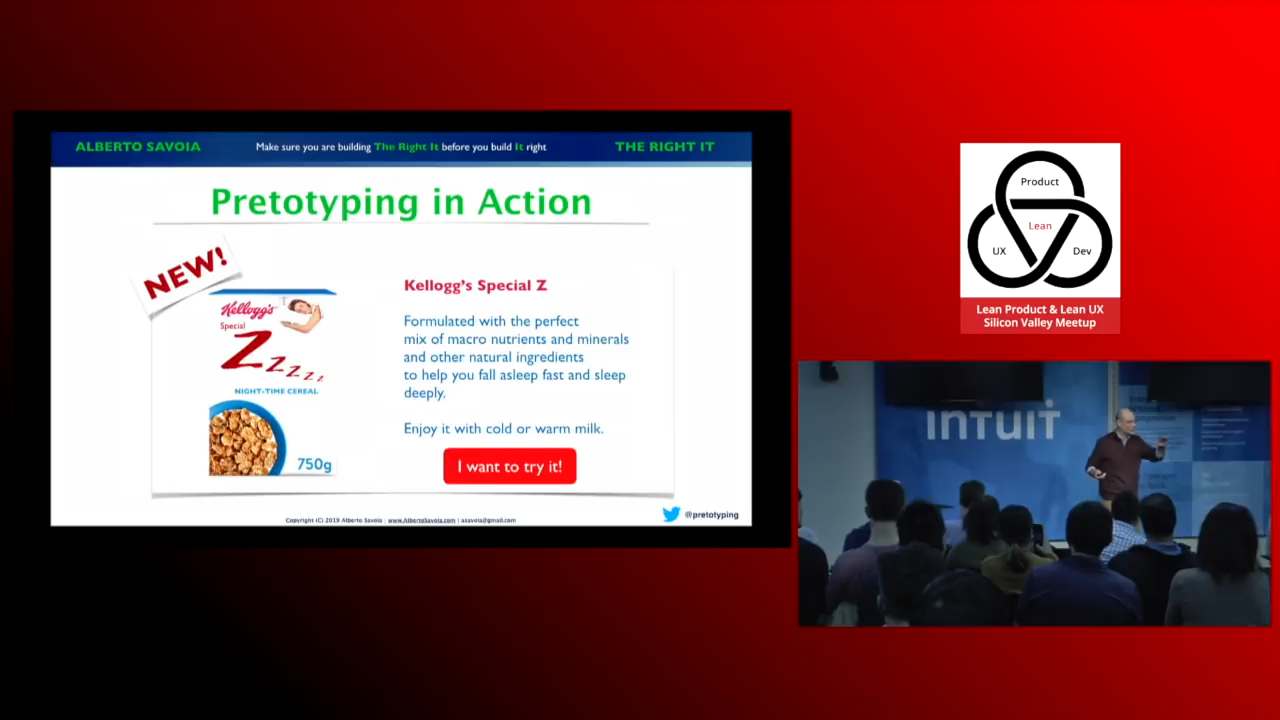 ALBERTO SAVOIA
Make sure you are building The Right It before you build It right
THE RIGHT IT
Pretotyping in Action
NEW!
Kellogg's
Special
Zzzzz
NIGHT-TIME CEREAL
750g
Kellogg's Special Z
Formulated with the perfect
mix of macro nutrients and minerals
and other natural ingredients
to help you fall asleep fast and sleep
deeply.
Enjoy it with cold or warm milk.
I want to try it!
Copyright (C) 2019 Alberto Savoia | www.AlbertoSavoia.com | asavoia@gmail.com
@pretotyping
Product
Lean
UX
Dev
Lean Product & Lean UX
Silicon Valley Meetup
INTUIT